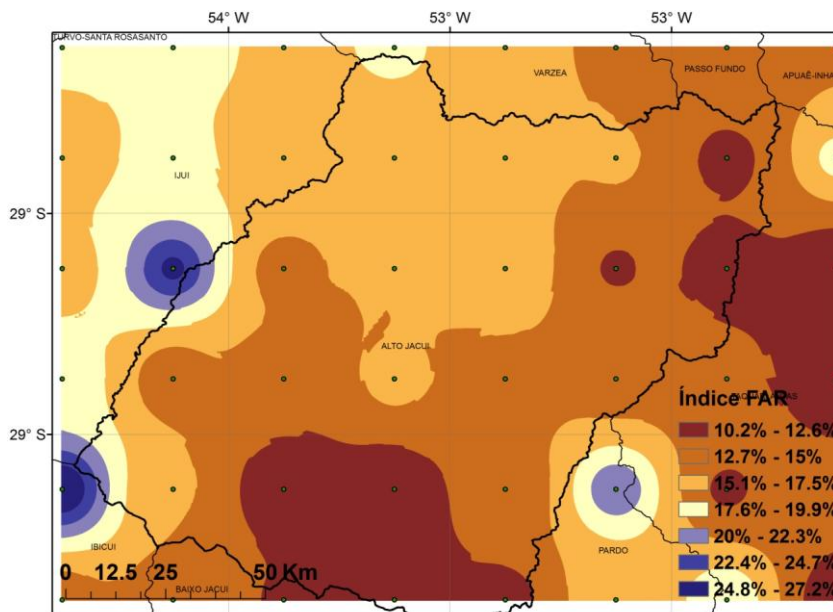 54° W 53° W 53° W
TURVO-SANTA ROSASANTO
VARZEA
PASSO FUNDO
APUAÊ-INHA
IJUI
29° S
ALTO JACUÍ
29° S
Índice FAR
10.2% - 12.6%
12.7% - 15%
15.1% - 17.5%
17.6% - 19.9%
20% - 22.3%
22.4% - 24.7%
24.8% - 27.2%
IBICUI
PARDO
BAIXO JACUI
0 12.5 25 50 Km